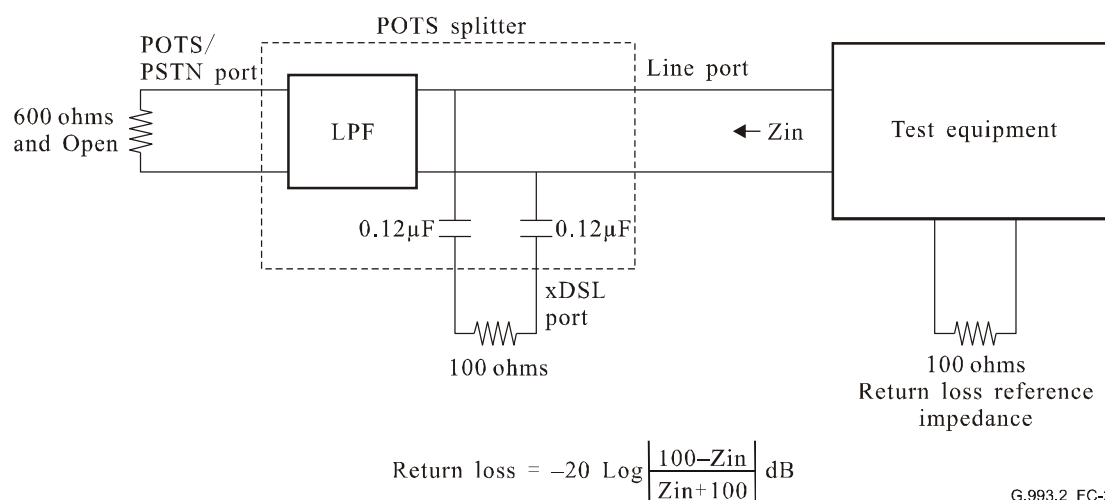 POTS splitter
POTS/
PSTN port
Line port
600 ohms
and Open
LPF
Zin
Test equipment
0.12µF
0.12µF
xDSL
port
100 ohms
100 ohms
Return loss reference
impedance
Return loss = –20 Log |100–Zin / Zin+100| dB